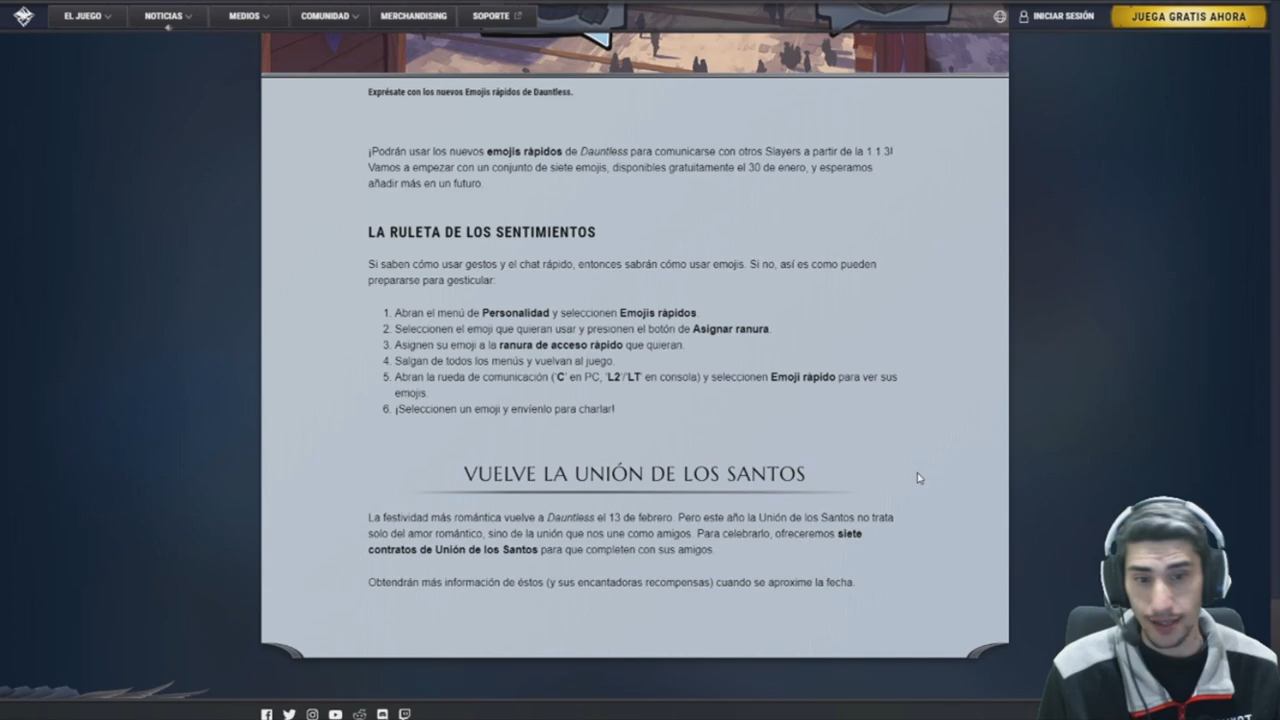 EL JUEGO NOTICIAS MEDIOS COMUNIDAD MERCHANDISING SOPORTE INICIAR SESIÓN JUEGA GRATIS AHORA
Exprésate con los nuevos Emojis rápidos de Dauntless.
¡Podrán usar los nuevos emojis rápidos de Dauntless para comunicarse con otros Slayers a partir de la 1 1 3!
Vamos a empezar con un conjunto de siete emojis, disponibles gratuitamente el 30 de enero, y esperamos
añadir más en un futuro.
LA RULETA DE LOS SENTIMIENTOS
Si saben cómo usar gestos y el chat rápido, entonces sabrán cómo usar emojis. Si no, así es como pueden
prepararse para gesticular:
1. Abran el menú de Personalidad y seleccionen Emojis rápidos.
2. Seleccionen el emoji que quieran usar y presionen el botón de Asignar ranura.
3. Asignen su emoji a la ranura de acceso rápido que quieran.
4. Salgan de todos los menús y vuelvan al juego.
5. Abran la rueda de comunicación ('C' en PC, 'L2'/'LT' en consola) y seleccionen Emoji rápido para ver sus
emojis.
6. ¡Seleccionen un emoji y envíenlo para charlar!
VUELVE LA UNIÓN DE LOS SANTOS
La festividad más romántica vuelve a Dauntless el 13 de febrero. Pero este año la Unión de los Santos no trata
solo del amor romántico, sino de la unión que nos une como amigos. Para celebrarlo, ofreceremos siete
contratos de Unión de los Santos para que completen con sus amigos.
Obtendrán más información de éstos (y sus encantadoras recompensas) cuando se aproxime la fecha.